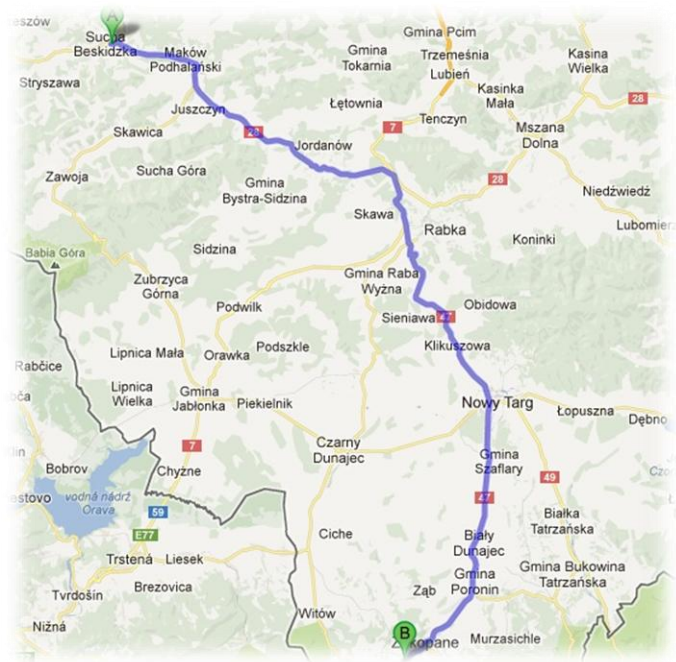 Gmina Pcim
Sucha
Beskidzka
Maków
Podhalański
Gmina
Tokarnia
Trzemeśnia
Lubień
Kasina
Wielka
Stryszawa
Kasinka
Mała
Juszczyn
Łętownia
28
Tenczyn
7
Skawica
28
Jordanów
Mszana
Dolna
Zawoja
Sucha Góra
Gmina
Bystra-Sidzina
28
Niedźwiedź
Skawa
Rabka
Koninki
Lubomierz
Babia Góra
Sidzina
Zubrzyca
Górna
Gmina Raba
Wyżna
Podwilk
Obidowa
Sieniawa
47
Lipnica Mała
Orawka
Podszkle
Klikuszowa
Rabčice
Lipnica
Wielka
Gmina
Jabłonka
Piekielnik
Nowy Targ
Łopuszna
Dębno
7
Czarny
Dunajec
Gmina
Szaflary
Bobrov
Chyżne
49
vodná nádrž
Orava
59
47
E77
Ciche
Biały
Dunajec
Białka
Tatrzańska
Trstená
Liesek
Gmina
Poronin
Gmina Bukowina
Tatrzańska
Tvrdošín
Brezovica
Ząb
Nižná
Witów
B
Zakopane
Murzasichle